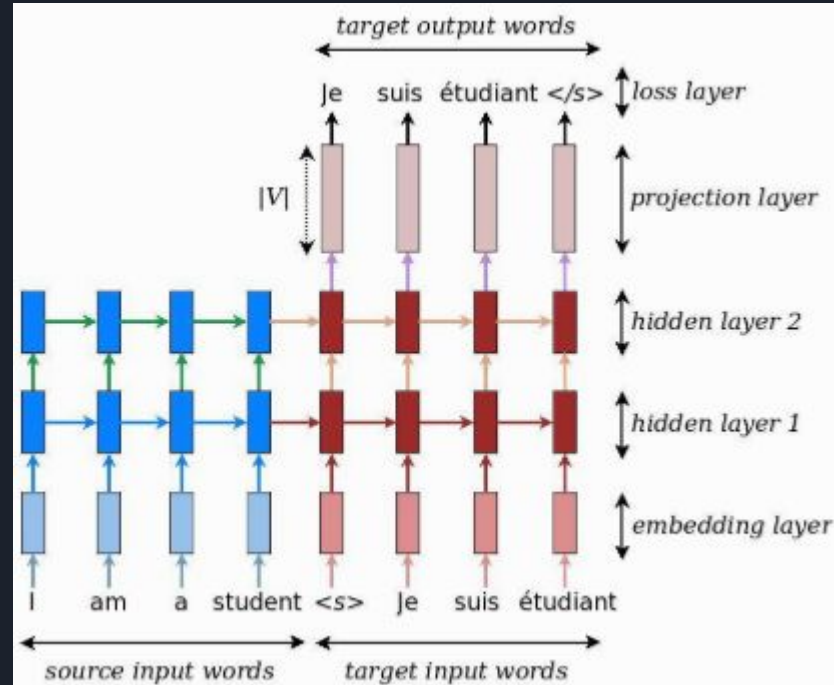 target output words
Je suis étudiant </s> loss layer
|V| projection layer
hidden layer 2
hidden layer 1
embedding layer
I am a student <s> Je suis étudiant
source input words target input words